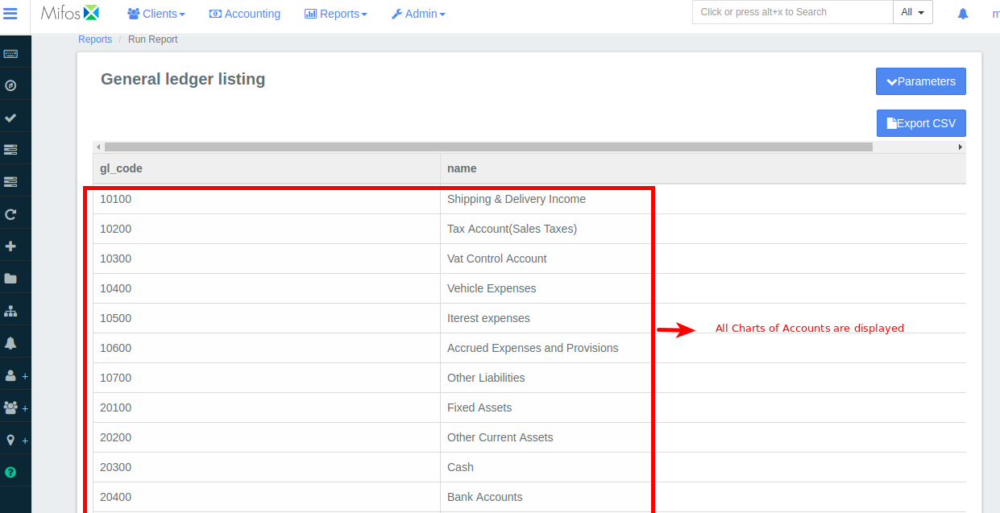 Mifos Clients Accounting Reports Admin Click or press alt+x to Search All m
Reports / Run Report
General ledger listing
Parameters
Export CSV
gl_code name
10100 Shipping & Delivery Income
10200 Tax Account(Sales Taxes)
10300 Vat Control Account
10400 Vehicle Expenses
10500 Iterest expenses
All Charts of Accounts are displayed
10600 Accrued Expenses and Provisions
10700 Other Liabilities
20100 Fixed Assets
20200 Other Current Assets
20300 Cash
20400 Bank Accounts